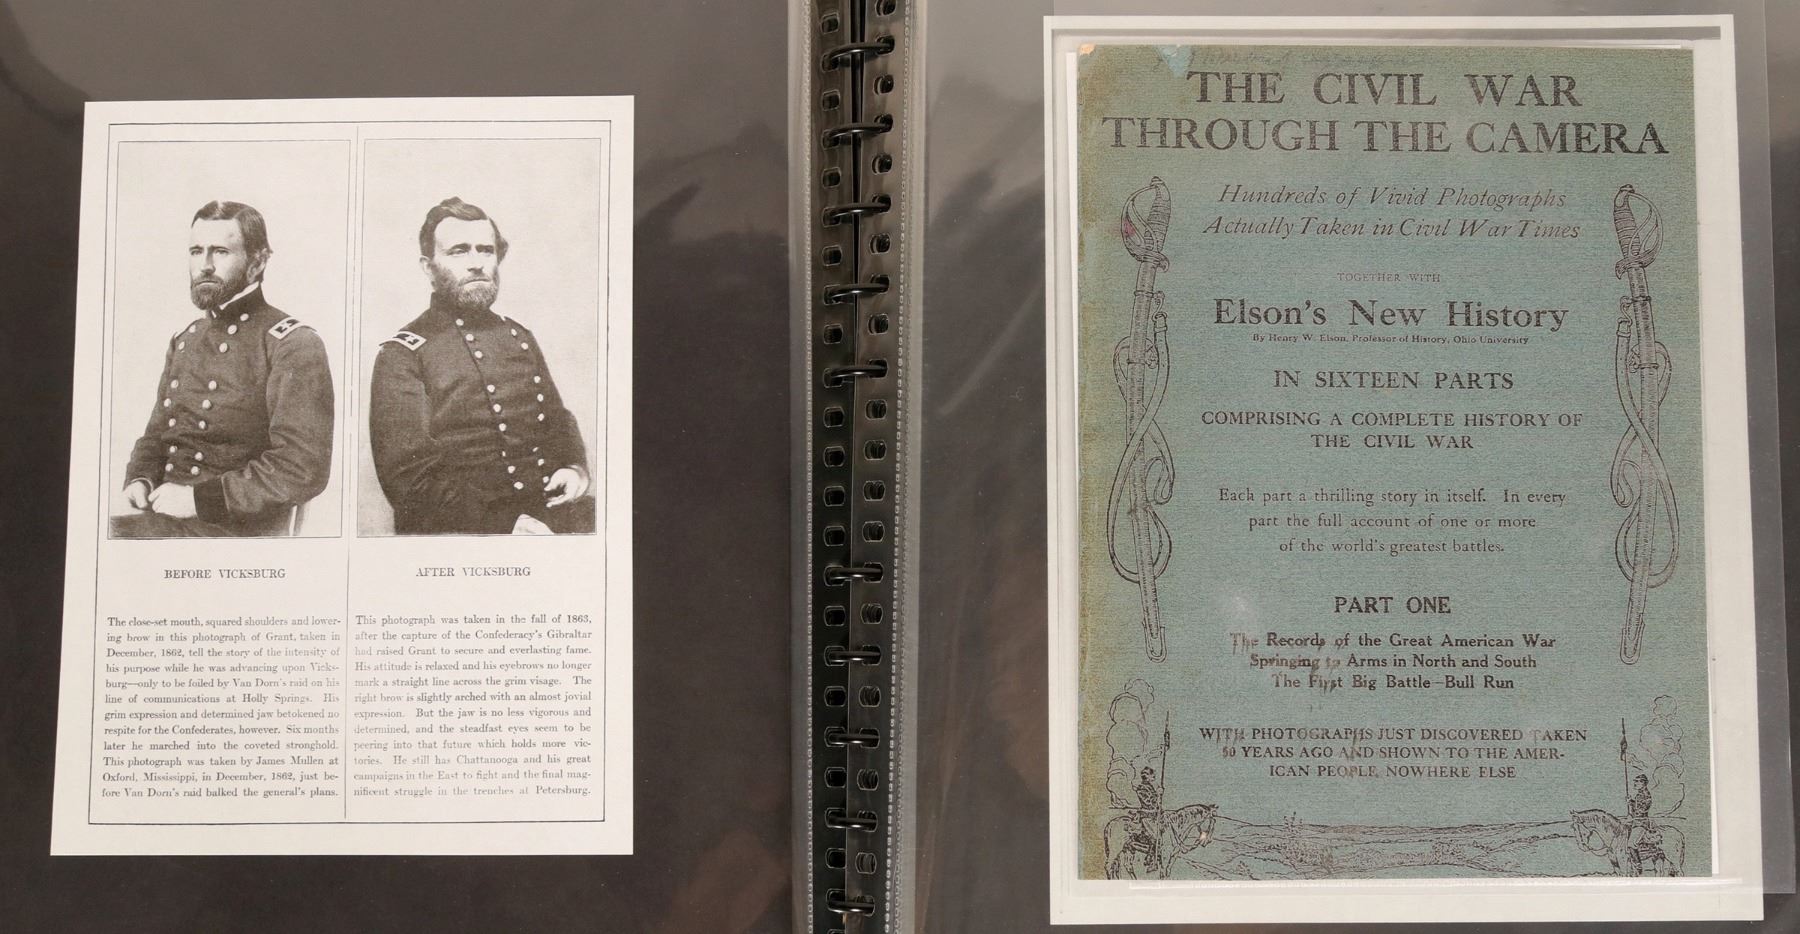 BEFORE VICKSBURG
The close-set mouth, squared shoulders and lower-
ing brow in this photograph of Grant, taken in
December, 1862, tell the story of the intensity of
his purpose while he was advancing upon Vicks-
burg—only to be foiled by Van Dorn's raid on his
line of communications at Holly Springs. His
grim expression and determined jaw betokened no
respite for the Confederates, however. Six months
later he marched into the coveted stronghold.
This photograph was taken by James Mullen at
Oxford, Mississippi, in December, 1862, just be-
fore Van Dorn's raid balked the general's plans.
AFTER VICKSBURG
This photograph was taken in the fall of 1863,
after the capture of the Confederacy's Gibraltar
had raised Grant to secure and everlasting fame.
His attitude is relaxed and his eyebrows no longer
mark a straight line across the grim visage. The
right brow is slightly arched with an almost jovial
expression. But the jaw is no less vigorous and
determined, and the steadfast eyes seem to be
peering into that future which holds more vic-
tories. He still has Chattanooga and his great
campaigns in the East to fight and the final mag-
nificent struggle in the trenches at Petersburg.
THE CIVIL WAR
THROUGH THE CAMERA
Hundreds of Vivid Photographs
Actually Taken in Civil War Times
TOGETHER WITH
Elson's New History
By Henry W. Elson, Professor of History, Ohio University
IN SIXTEEN PARTS
COMPRISING A COMPLETE HISTORY OF
THE CIVIL WAR
Each part a thrilling story in itself. In every
part the full account of one or more
of the world's greatest battles.
PART ONE
The Records of the Great American War
Springing to Arms in North and South
The First Big Battle—Bull Run
WITH PHOTOGRAPHS JUST DISCOVERED TAKEN
50 YEARS AGO AND SHOWN TO THE AMER-
ICAN PEOPLE NOWHERE ELSE